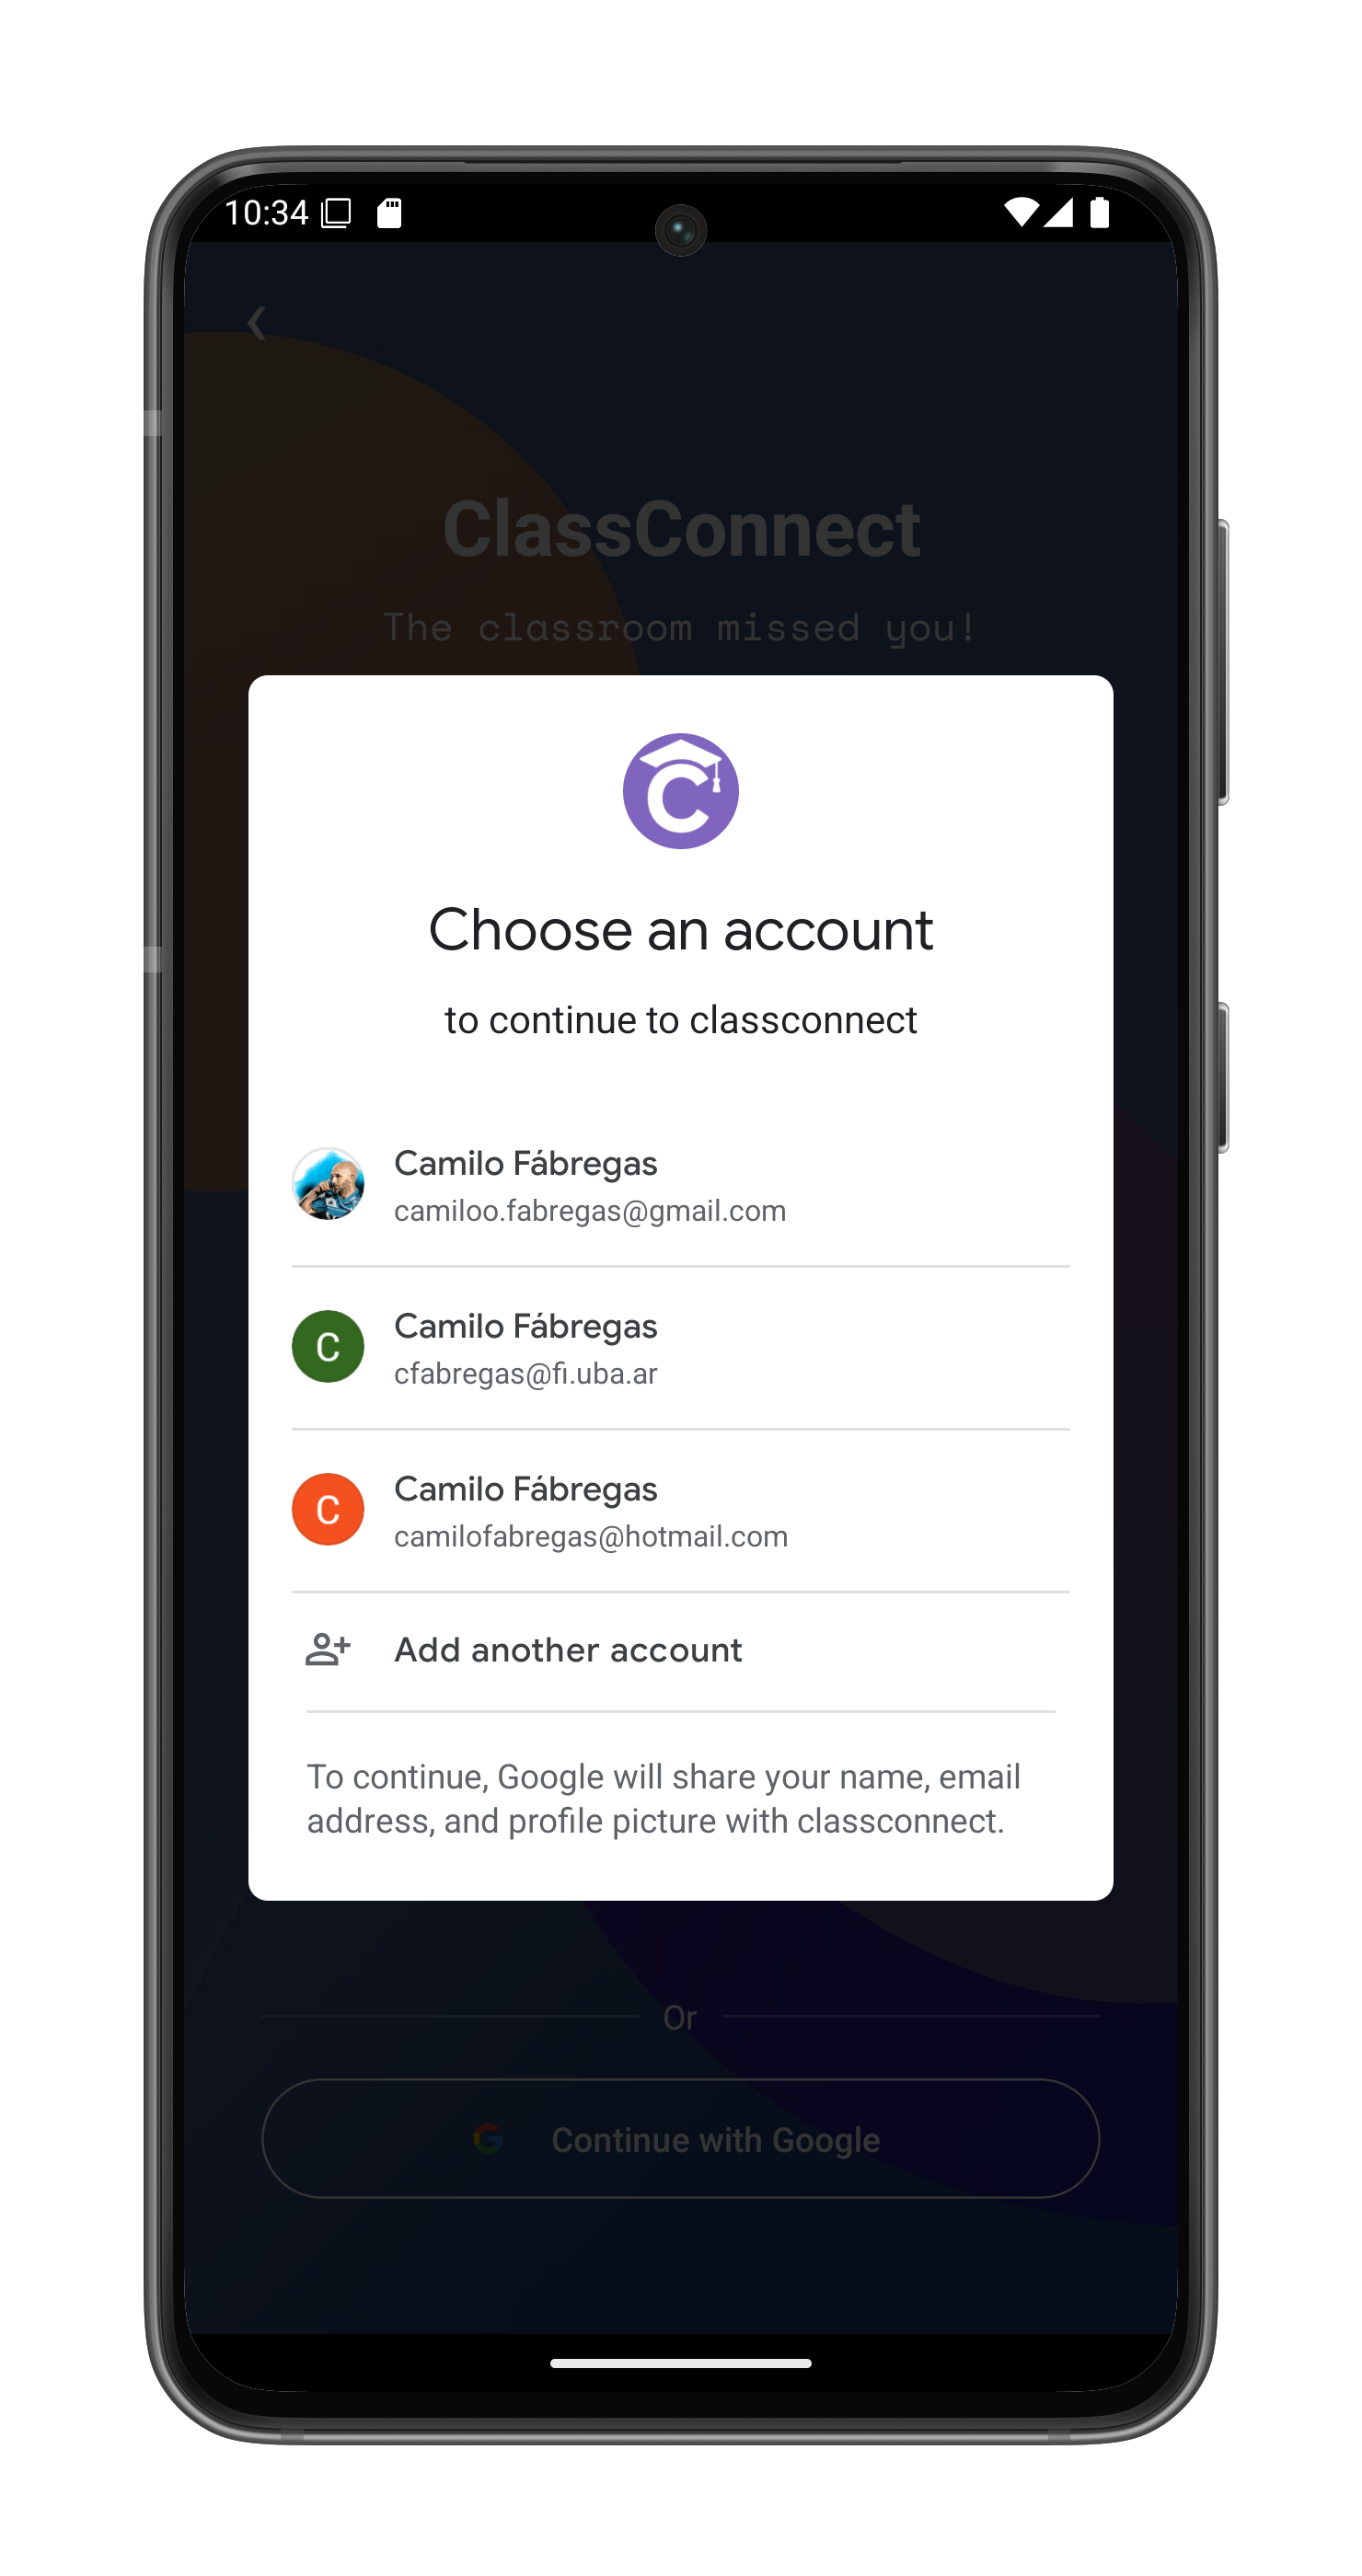 10:34
ClassConnect
The classroom missed you!
C
Choose an account
to continue to classconnect
Camilo Fábregas
camiloo.fabregas@gmail.com
C
Camilo Fábregas
cfabregas@fi.uba.ar
C
Camilo Fábregas
camilofabregas@hotmail.com
Add another account
To continue, Google will share your name, email
address, and profile picture with classconnect.
Or
G Continue with Google